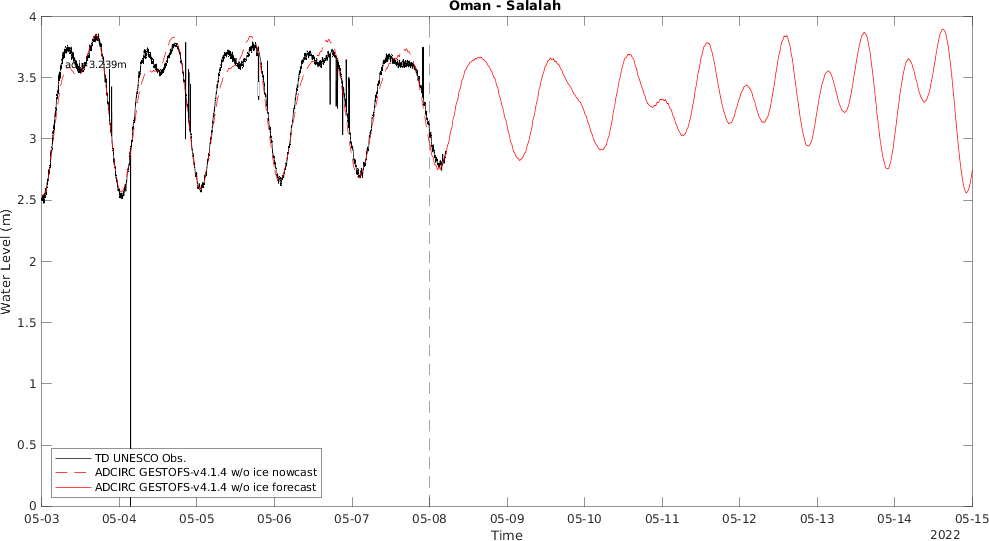 Oman - Salalah
Water Level (m)
4
3.5
3
2.5
2
1.5
1
0.5
0
adj: 3.239m
TD UNESCO Obs.
ADCIRC GESTOFS-v4.1.4 w/o ice nowcast
ADCIRC GESTOFS-v4.1.4 w/o ice forecast
05-03 05-04 05-05 05-06 05-07 05-08 05-09 05-10 05-11 05-12 05-13 05-14 05-15
Time
2022